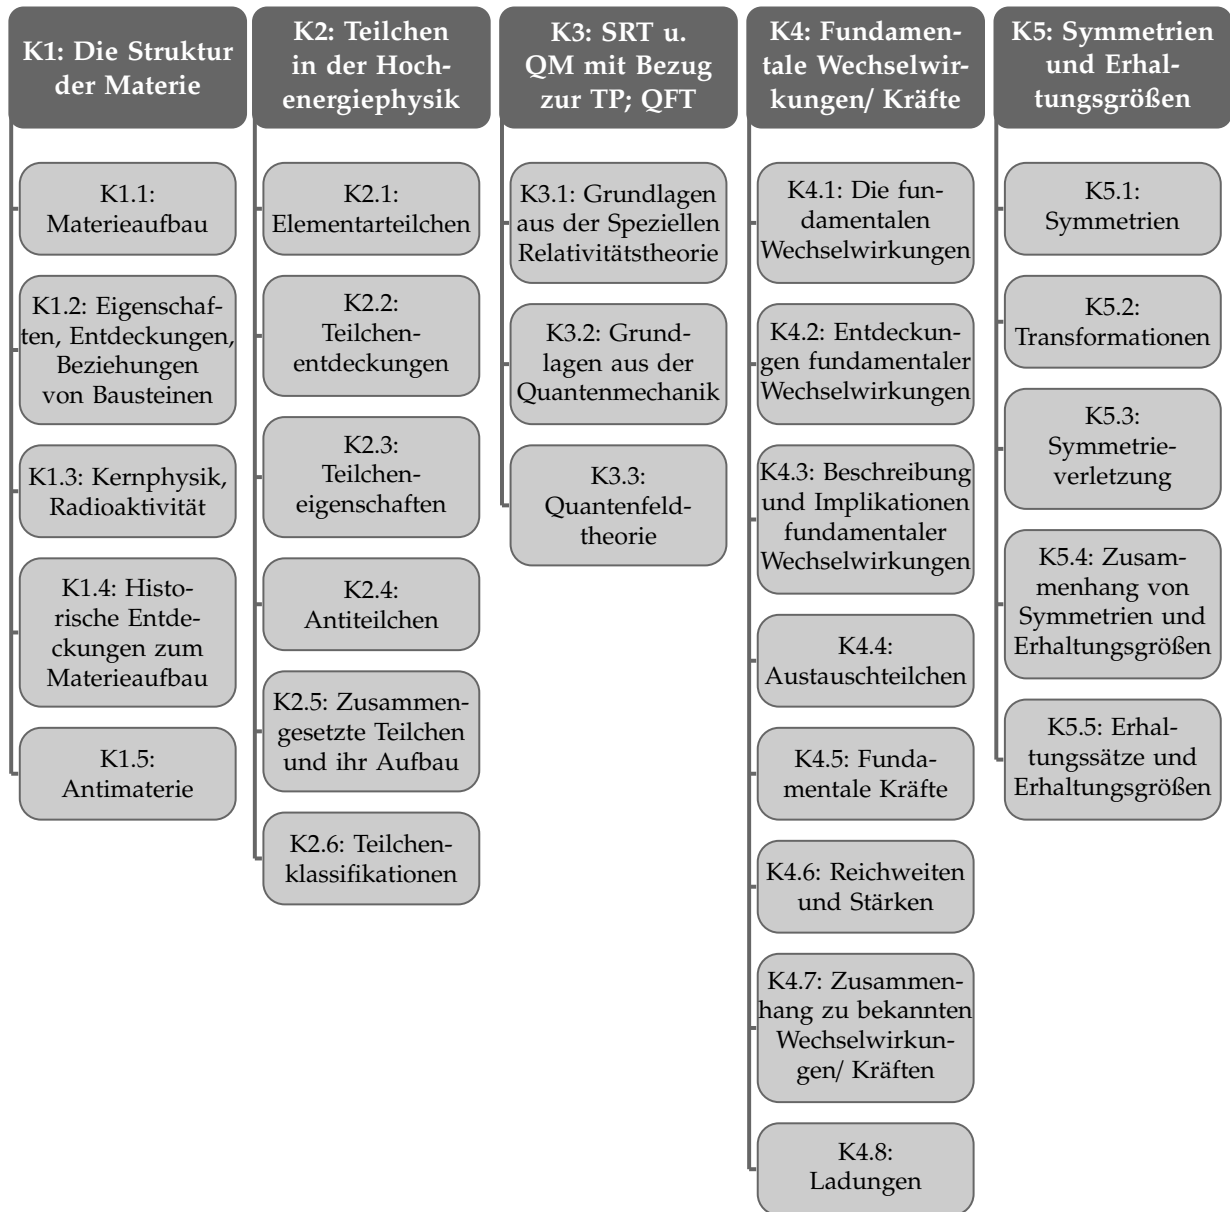 K1: Die Struktur
der Materie
K1.1:
Materieaufbau
K1.2: Eigenschaf-
ten, Entdeckungen,
Beziehungen
von Bausteinen
K1.3: Kernphysik,
Radioaktivität
K1.4: Histo-
rische Entde-
ckungen zum
Materieaufbau
K1.5:
Antimaterie
K2: Teilchen
in der Hoch-
energiephysik
K2.1:
Elementarteilchen
K2.2:
Teilchen-
entdeckungen
K2.3:
Teilchen-
eigenschaften
K2.4:
Antiteilchen
K2.5: Zusammen-
gesetzte Teilchen
und ihr Aufbau
K2.6: Teilchen-
klassifikationen
K3: SRT u.
QM mit Bezug
zur TP; QFT
K3.1: Grundlagen
aus der Speziellen
Relativitätstheorie
K3.2: Grund-
lagen aus der
Quantenmechanik
K3.3:
Quantenfeld-
theorie
K4: Fundamen-
tale Wechselwir-
kungen/ Kräfte
K4.1: Die fun-
damentalen
Wechselwirkungen
K4.2: Entdeckun-
gen fundamentaler
Wechselwirkungen
K4.3: Beschreibung
und Implikationen
fundamentaler
Wechselwirkungen
K4.4:
Austauschteilchen
K4.5: Funda-
mentale Kräfte
K4.6: Reichweiten
und Stärken
K4.7: Zusammen-
hang zu bekannten
Wechselwirkun-
gen/ Kräften
K4.8:
Ladungen
K5: Symmetrien
und Erhal-
tungsgrößen
K5.1:
Symmetrien
K5.2:
Transformationen
K5.3:
Symmetrie-
verletzung
K5.4: Zusam-
menhang von
Symmetrien und
Erhaltungsgrößen
K5.5: Erhal-
tungssätze und
Erhaltungsgrößen